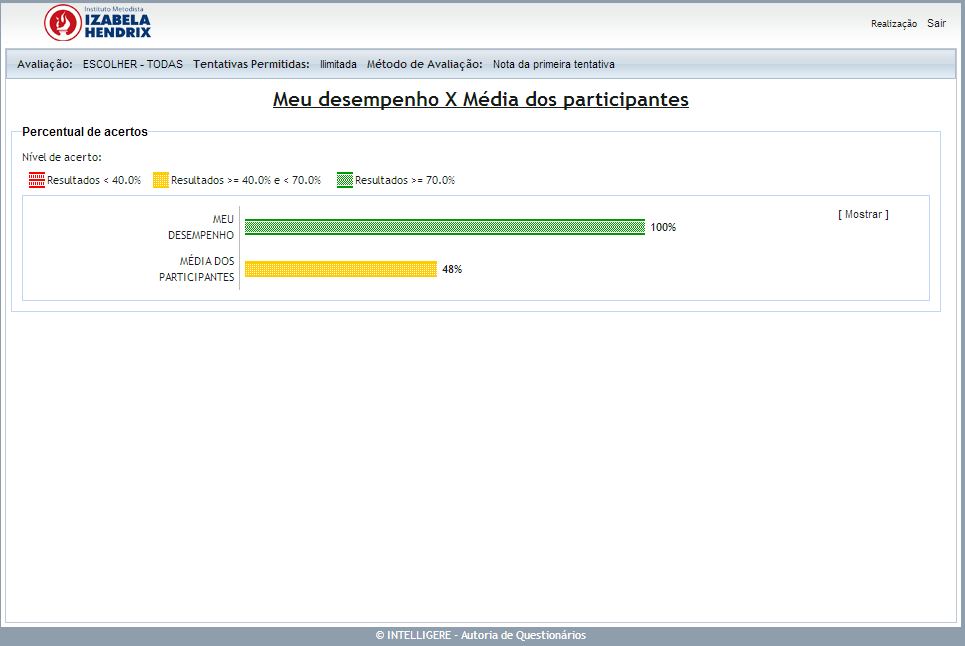 Instituto Metodista
IZABELA
HENDRIX
Realização Sair
Avaliação: ESCOLHER - TODAS Tentativas Permitidas: Ilimitada Método de Avaliação: Nota da primeira tentativa
Meu desempenho X Média dos participantes
Percentual de acertos
Nível de acerto:
Resultados < 40.0% Resultados >= 40.0% e < 70.0% Resultados >= 70.0%
[ Mostrar ]
MEU
DESEMPENHO
100%
MÉDIA DOS
PARTICIPANTES
48%
© INTELLIGERE - Autoria de Questionários